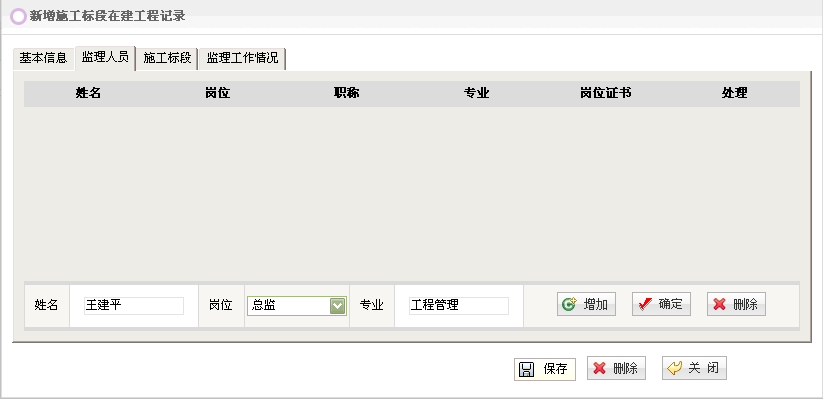 新增施工标段在建工程记录
基本信息 监理人员 施工标段 监理工作情况
姓名 岗位 职称 专业 岗位证书 处理
姓名 王建平 岗位 总监 专业 工程管理 增加 确定 删除
保存 删除 关 闭